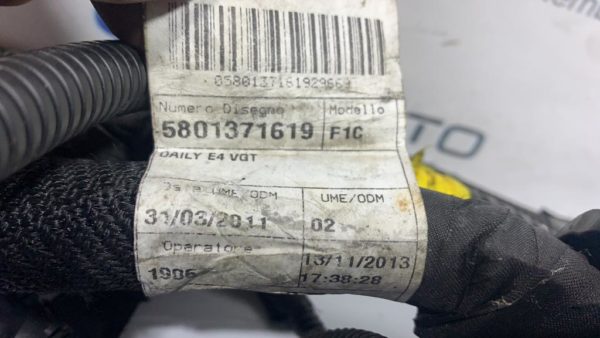 0580137161929669
Numero Disegno Modello
5801371619 F1C
DAILY E4 VGT
Data UME/ODM UME/ODM
31/03/2011 02
Operatore 13/11/2013
1906 17:38:28